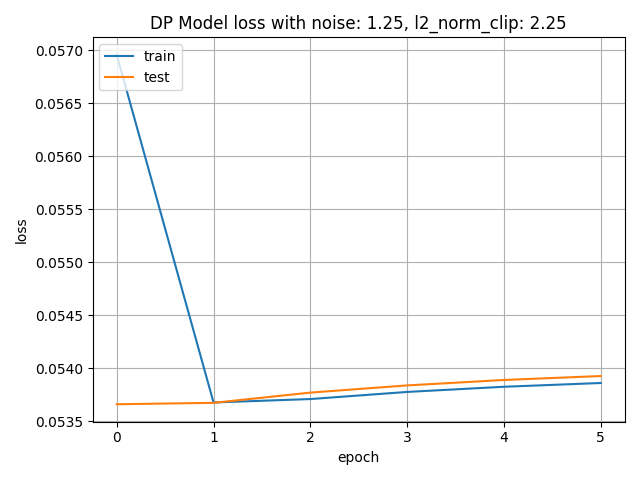 DP Model loss with noise: 1.25, l2_norm_clip: 2.25
train
test
0.0570
0.0565
0.0560
0.0555
0.0550
0.0545
0.0540
0.0535
loss
0 1 2 3 4 5
epoch